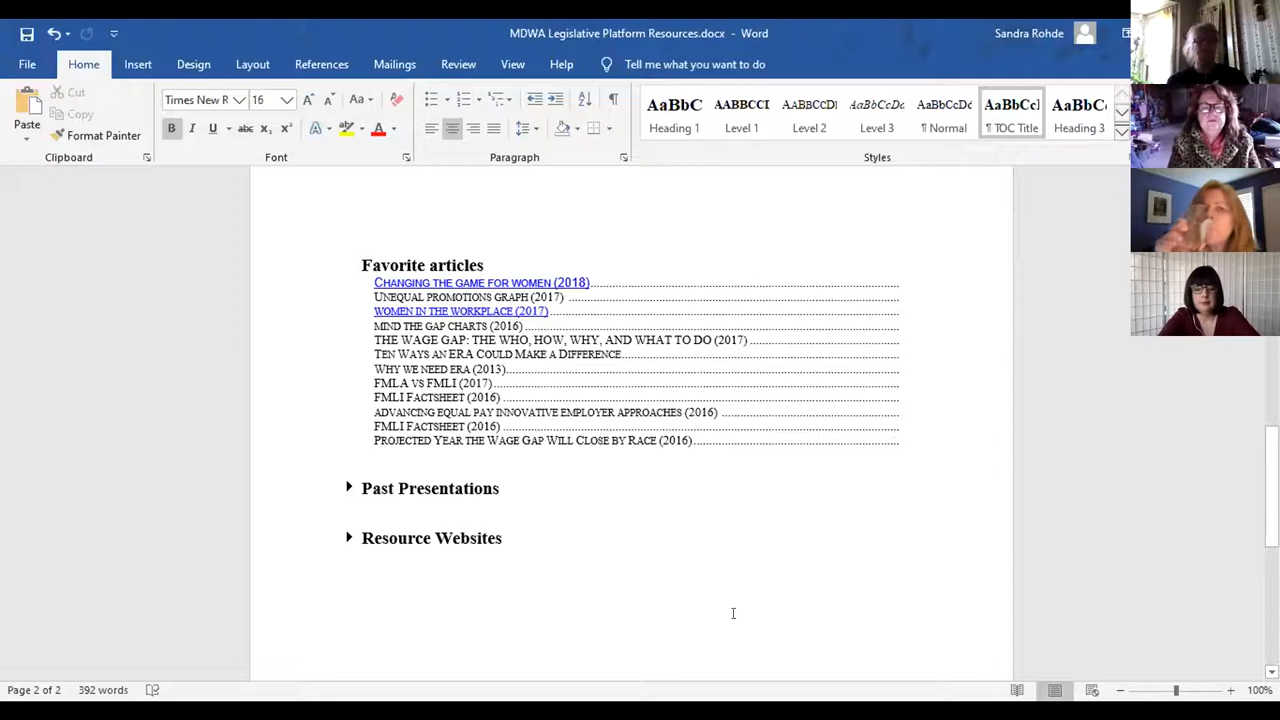 MDWA Legislative Platform Resources.docx - Word
Sandra Rohde
File Home Insert Design Layout References Mailings Review View Help Tell me what you want to do
Paste
Cut
Copy
Format Painter
Clipboard
Times New R 16
Font
Paragraph
AaBbC AABBCCI AABBCCDI AaBbCcDc AaBbCcDc AaBbCcI AaBbC
Heading 1 Level 1 Level 2 Level 3 ¶ Normal ¶ TOC Title Heading 3
Styles
Favorite articles
CHANGING THE GAME FOR WOMEN (2018)
UNEQUAL PROMOTIONS GRAPH (2017)
WOMEN IN THE WORKPLACE (2017)
MIND THE GAP CHARTS (2016)
THE WAGE GAP: THE WHO, HOW, WHY, AND WHAT TO DO (2017)
TEN WAYS AN ERA COULD MAKE A DIFFERENCE
WHY WE NEED ERA (2013)
FMLA VS FMLI (2017)
FMLI FACTSHEET (2016)
ADVANCING EQUAL PAY INNOVATIVE EMPLOYER APPROACHES (2016)
FMLI FACTSHEET (2016)
PROJECTED YEAR THE WAGE GAP WILL CLOSE BY RACE (2016)
Past Presentations
Resource Websites
Page 2 of 2 392 words 100%